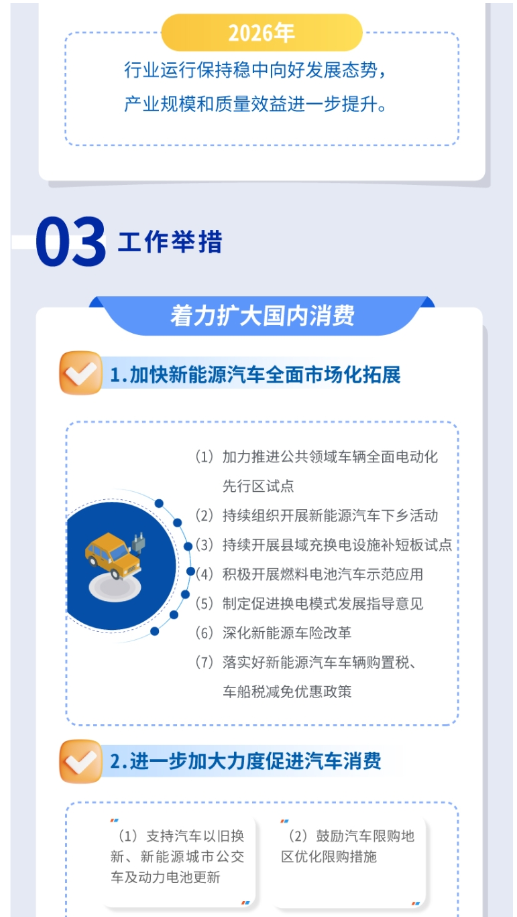 2026年
行业运行保持稳中向好发展态势，
产业规模和质量效益进一步提升。
03 工作举措
着力扩大国内消费
1.加快新能源汽车全面市场化拓展
（1）加力推进公共领域车辆全面电动化
先行区试点
（2）持续组织开展新能源汽车下乡活动
（3）持续开展县域充换电设施补短板试点
（4）积极开展燃料电池汽车示范应用
（5）制定促进换电模式发展指导意见
（6）深化新能源车险改革
（7）落实好新能源汽车车辆购置税、
车船税减免优惠政策
2.进一步加大力度促进汽车消费
（1）支持汽车以旧换
新、新能源城市公交
车及动力电池更新
（2）鼓励汽车限购地
区优化限购措施